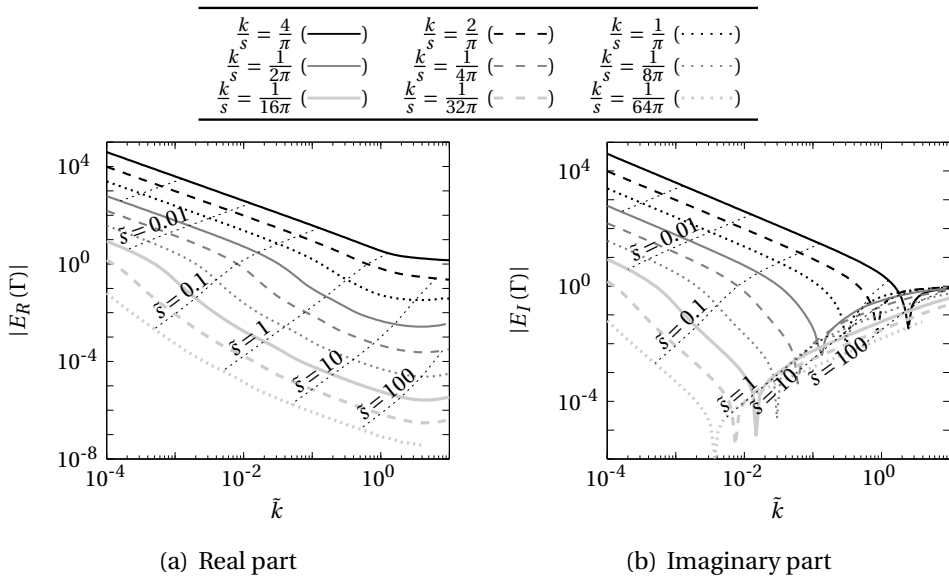 k/s = 4/π ( ) k/s = 2/π ( ) k/s = 1/π ( )
k/s = 1/2π ( ) k/s = 1/4π ( ) k/s = 1/8π ( )
k/s = 1/16π ( ) k/s = 1/32π ( ) k/s = 1/64π ( )
|E_R (Γ)|
10^4
10^0
10^−4
10^−8
s̃ = 0.01
s̃ = 0.1
s̃ = 1
s̃ = 10
s̃ = 100
10^−4 10^−2 10^0
k̃
(a) Real part
|E_I (Γ)|
10^4
10^0
10^−4
s̃ = 0.01
s̃ = 0.1
s̃ = 1
s̃ = 10
s̃ = 100
10^−4 10^−2 10^0
k̃
(b) Imaginary part